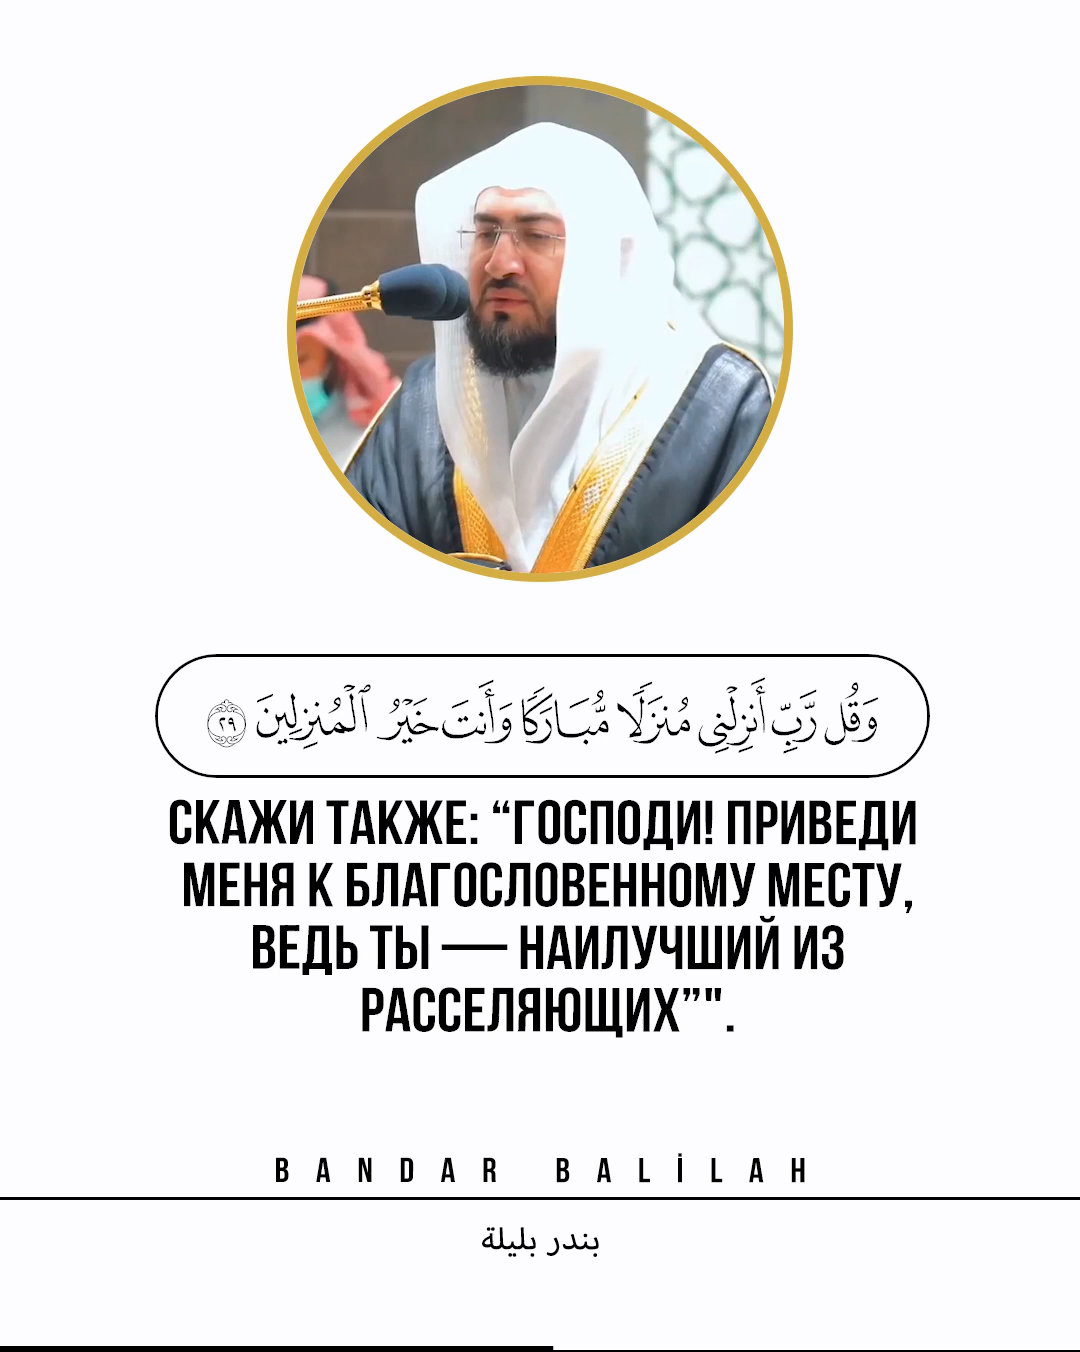 وَقُل رَّبِّ أَنزِلْنِى مُنزَلًا مُّبَارَكًا وَأَنتَ خَيْرُ ٱلْمُنزِلِينَ ٢٩
СКАЖИ ТАКЖЕ: “ГОСПОДИ! ПРИВЕДИ
МЕНЯ К БЛАГОСЛОВЕННОМУ МЕСТУ,
ВЕДЬ ТЫ — НАИЛУЧШИЙ ИЗ
РАССЕЛЯЮЩИХ”".
BANDAR BALİLAH
بندر بليلة